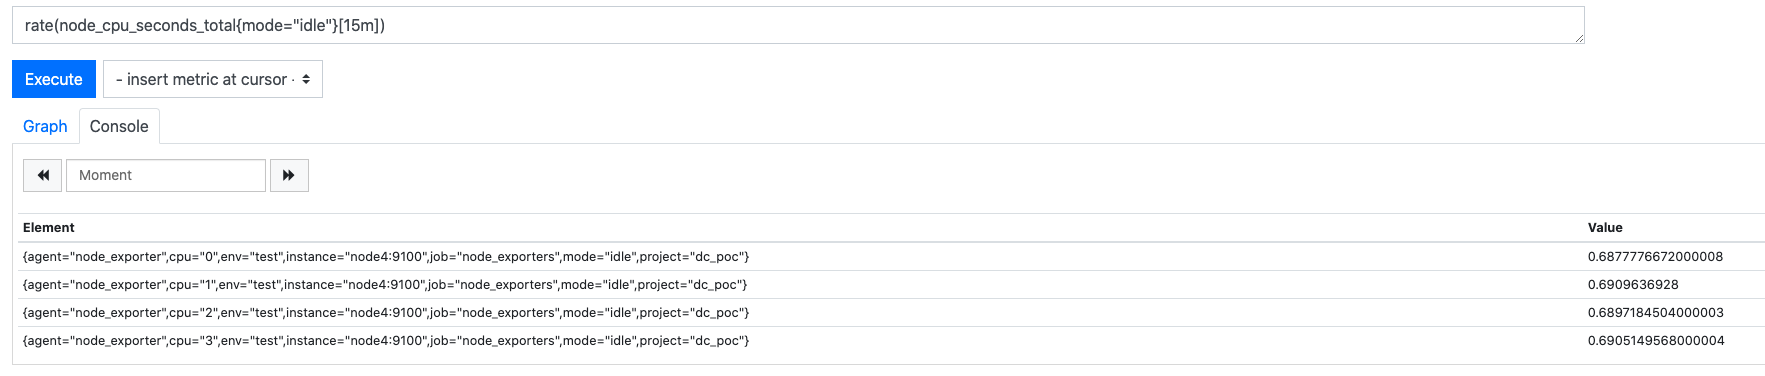 rate(node_cpu_seconds_total{mode="idle"}[15m])
Execute - insert metric at cursor ·
Graph Console
Moment
Element Value
{agent="node_exporter",cpu="0",env="test",instance="node4:9100",job="node_exporters",mode="idle",project="dc_poc"} 0.6877776672000008
{agent="node_exporter",cpu="1",env="test",instance="node4:9100",job="node_exporters",mode="idle",project="dc_poc"} 0.6909636928
{agent="node_exporter",cpu="2",env="test",instance="node4:9100",job="node_exporters",mode="idle",project="dc_poc"} 0.6897184504000003
{agent="node_exporter",cpu="3",env="test",instance="node4:9100",job="node_exporters",mode="idle",project="dc_poc"} 0.6905149568000004